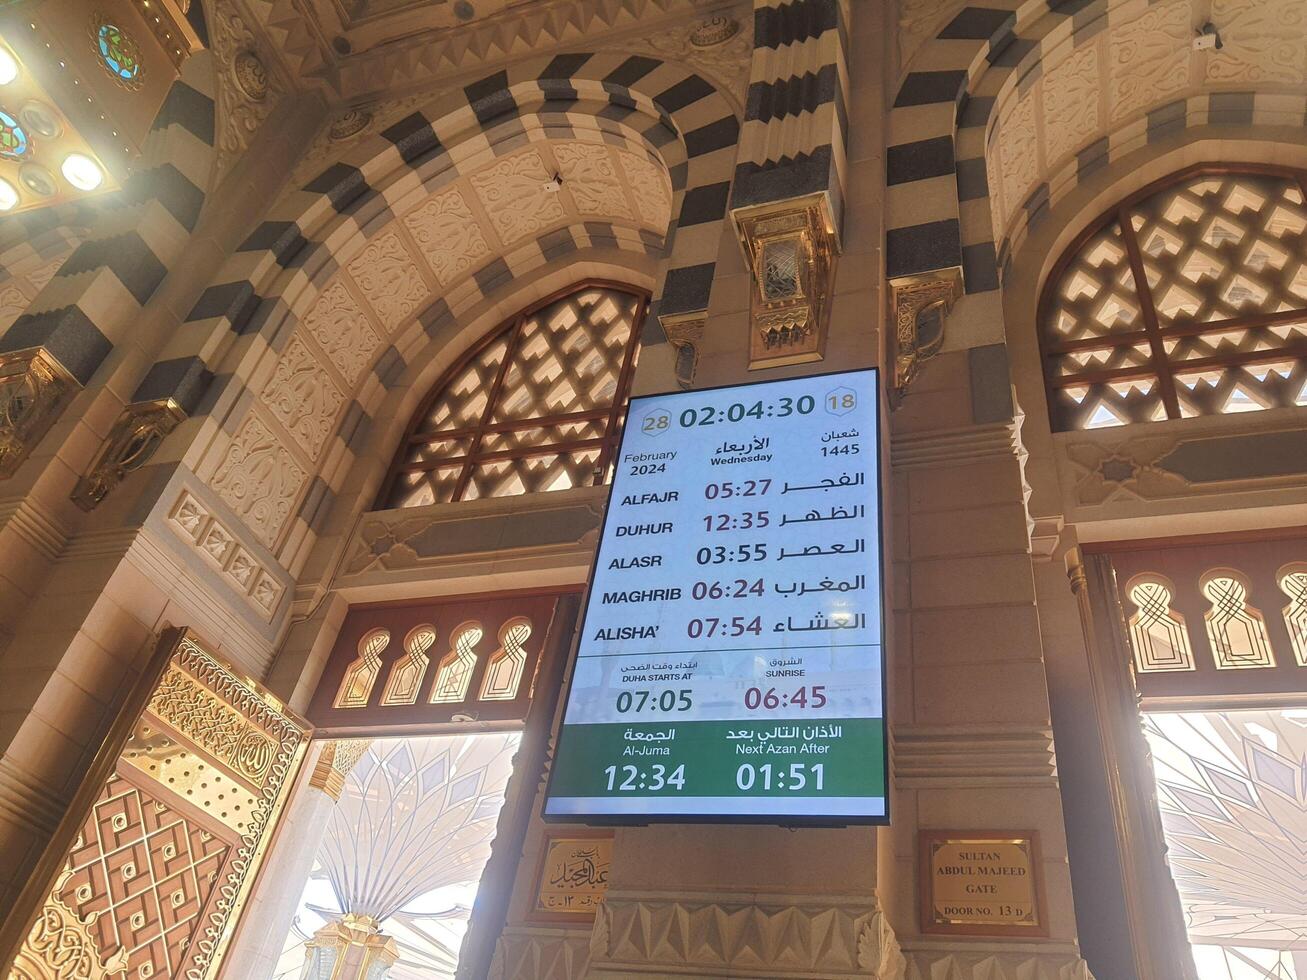 28 02:04:30 18
February الأربعاء شعبان
2024 Wednesday 1445
ALFAJR 05:27 الفجر
DUHUR 12:35 الظهر
ALASR 03:55 العصر
MAGHRIB 06:24 المغرب
ALISHA' 07:54 العشاء
ابتداء وقت الضحى الشروق
DUHA STARTS AT SUNRISE
07:05 06:45
الجمعة الأذان التالي بعد
Al-Juma Next Azan After
12:34 01:51
SULTAN
ABDUL MAJEED
GATE
DOOR NO. 13 D